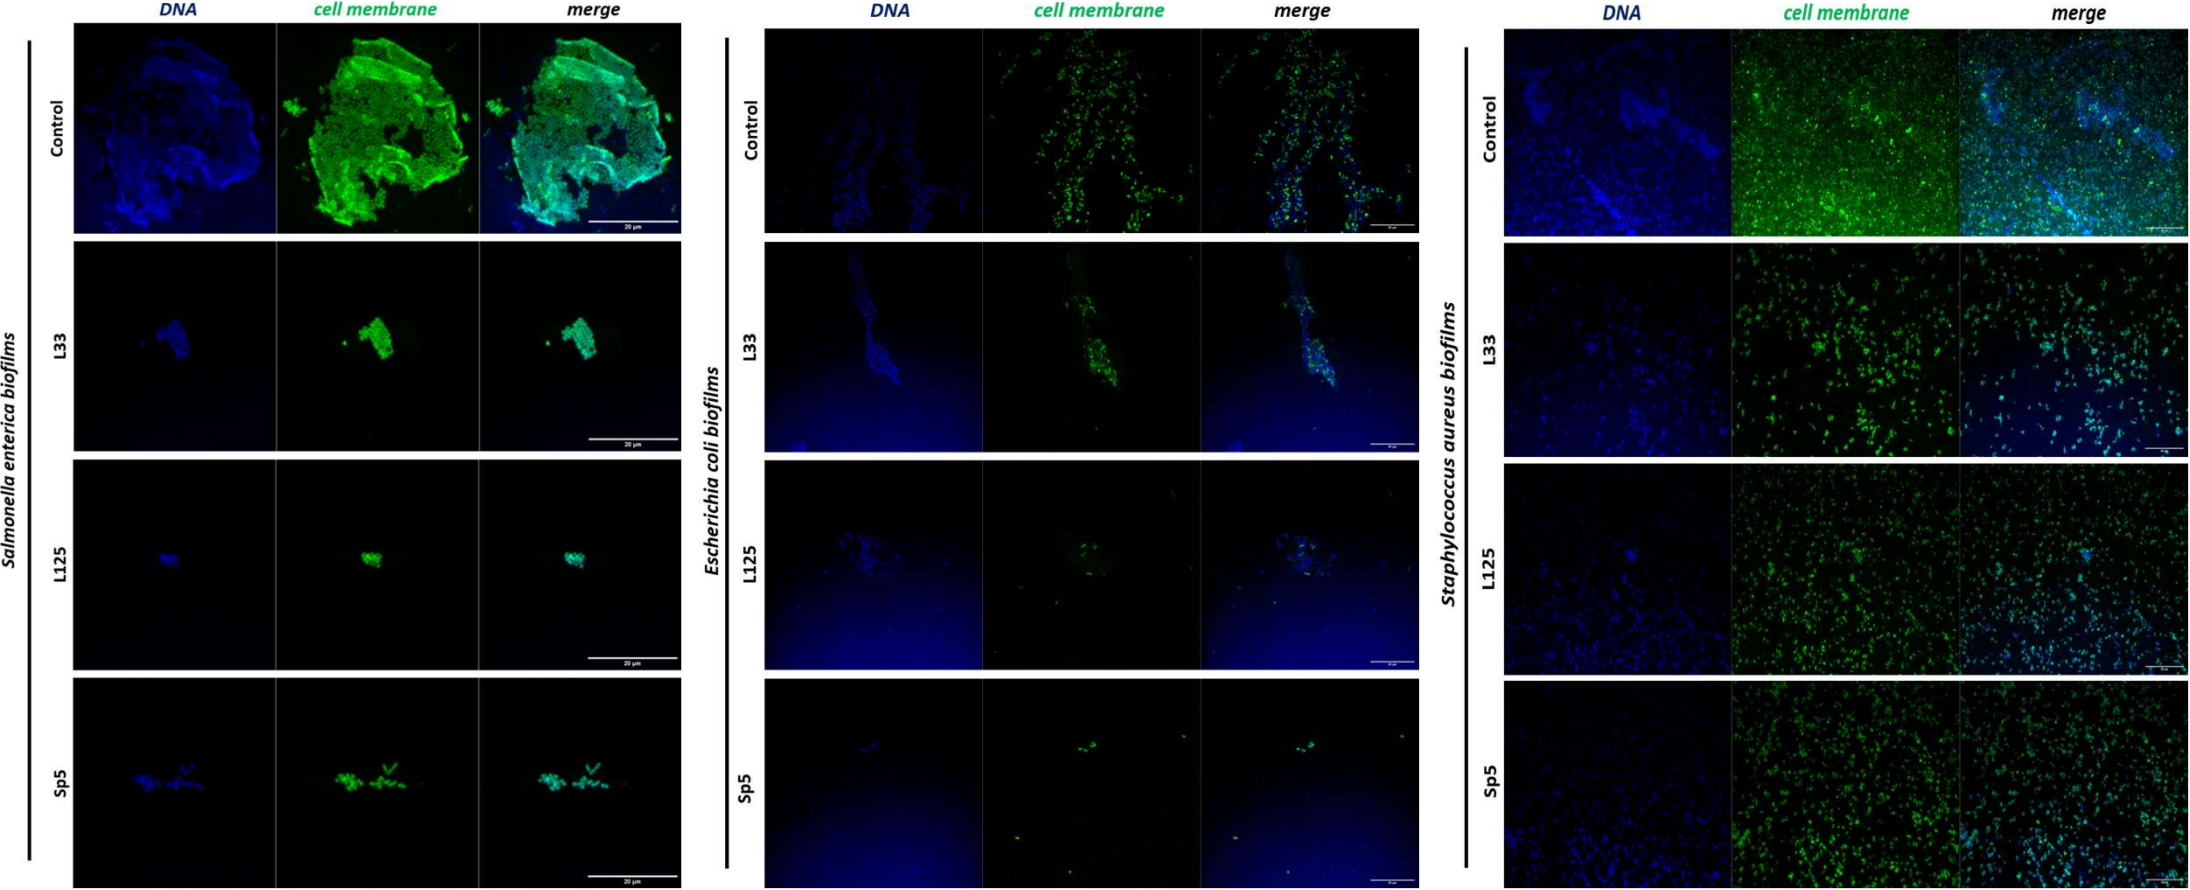 DNA cell membrane merge
Salmonella enterica biofilms
Control
20 µm
L33
20 µm
L125
20 µm
Sp5
20 µm
DNA cell membrane merge
Escherichia coli biofilms
Control
L33
L125
Sp5
DNA cell membrane merge
Staphylococcus aureus biofilms
Control
L33
L125
Sp5